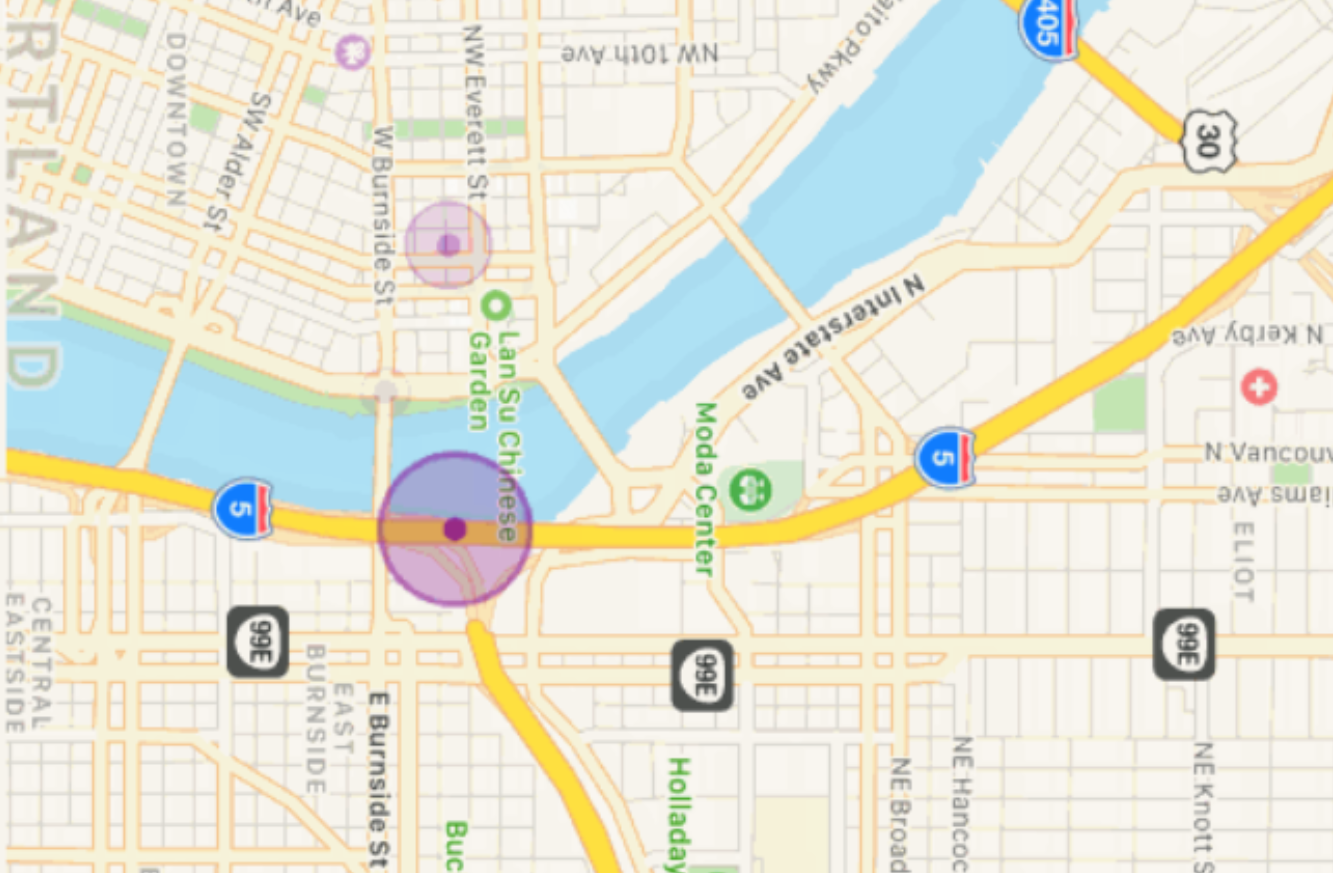 Ave
NW 10th Ave
405
30
DOWNTOWN
SW Alder St
NW Everett St
W Burnside St
N Interstate Ave
N Kerby Ave
Lan Su Chinese
Garden
Moda Center
5
5
N Vancouv
iams Ave
ELIOT
CENTRAL
EASTSIDE
99E
99E
99E
EAST
BURNSIDE
E Burnside St
Buc
Holladay
NE Broad
NE Hancoc
NE Knott S
RTLAND
aito Pkwy